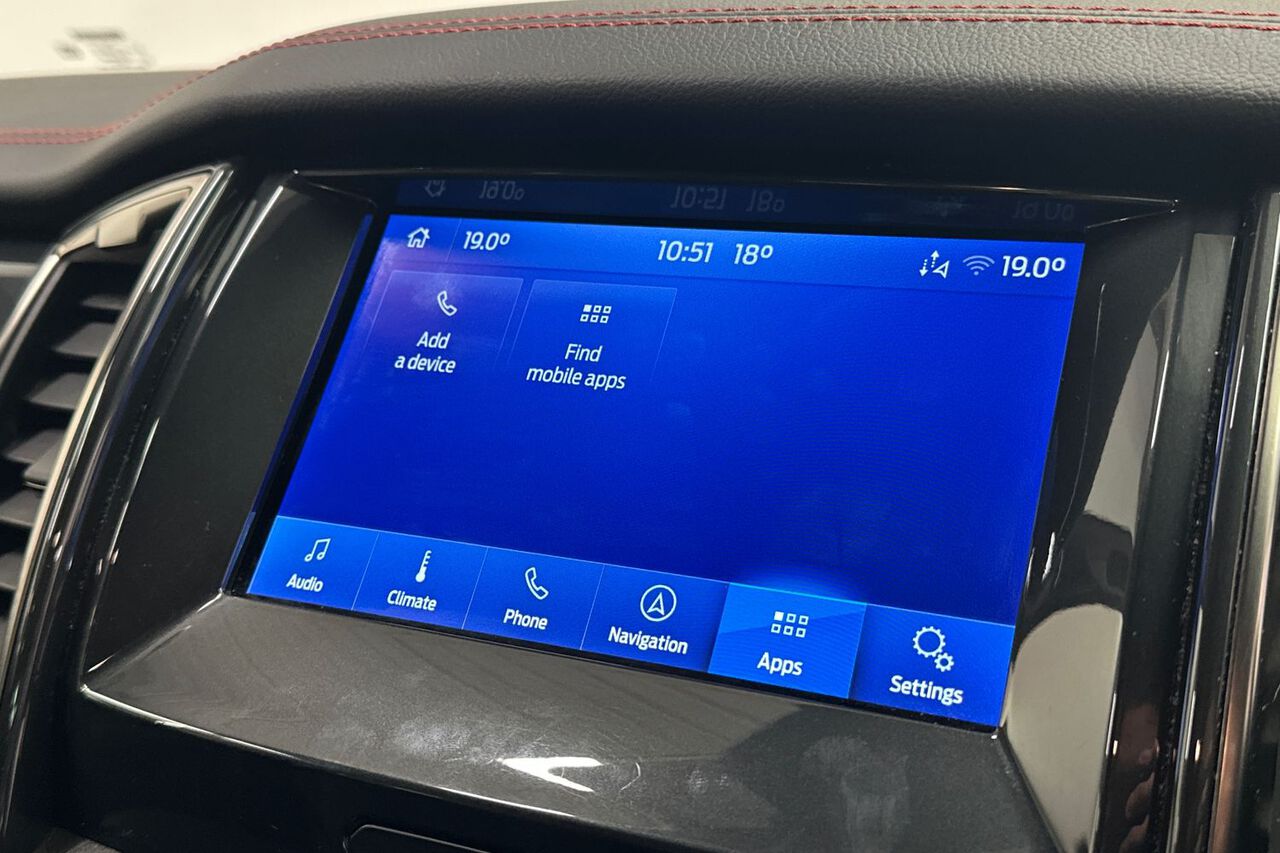 19.0° 10:51 18° 19.0°
Add
a device
Find
mobile apps
Audio Climate Phone Navigation Apps Settings